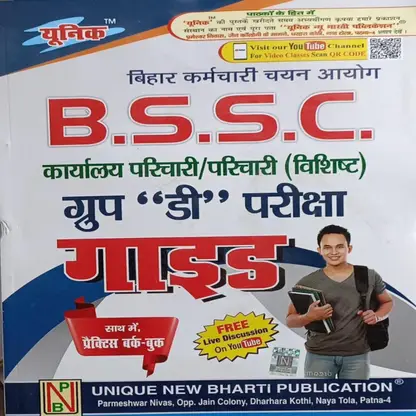 यूनिक™
पाठकों के हित में
Visit our YouTube Channel
For Video Classes Scan QR CODE
बिहार कर्मचारी चयन आयोग
B.S.S.C.
कार्यालय परिचारी/परिचारी (विशिष्ट)
ग्रुप “डी” परीक्षा
गाइड
साथ में,
प्रैक्टिस वर्क-बुक
FREE
Live Discussion
On YouTube
N P B
UNIQUE NEW BHARTI PUBLICATION®
Parmeshwar Nivas, Opp. Jain Colony, Dharhara Kothi, Naya Tola, Patna-4